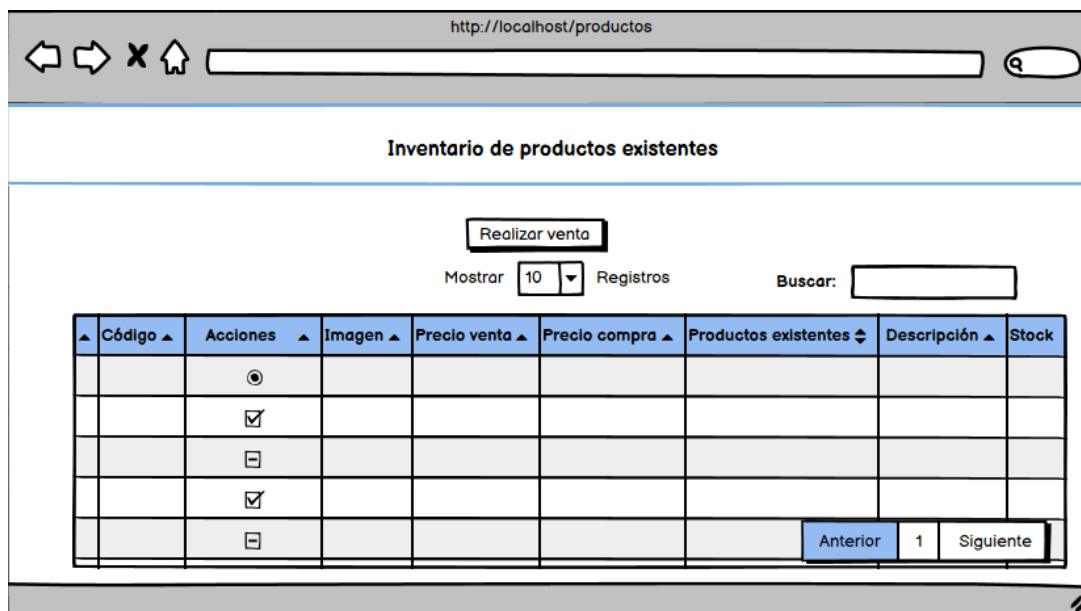 http://localhost/productos
Inventario de productos existentes
Realizar venta
Mostrar 10 Registros Buscar:
Código Acciones Imagen Precio venta Precio compra Productos existentes Descripción Stock
Anterior 1 Siguiente